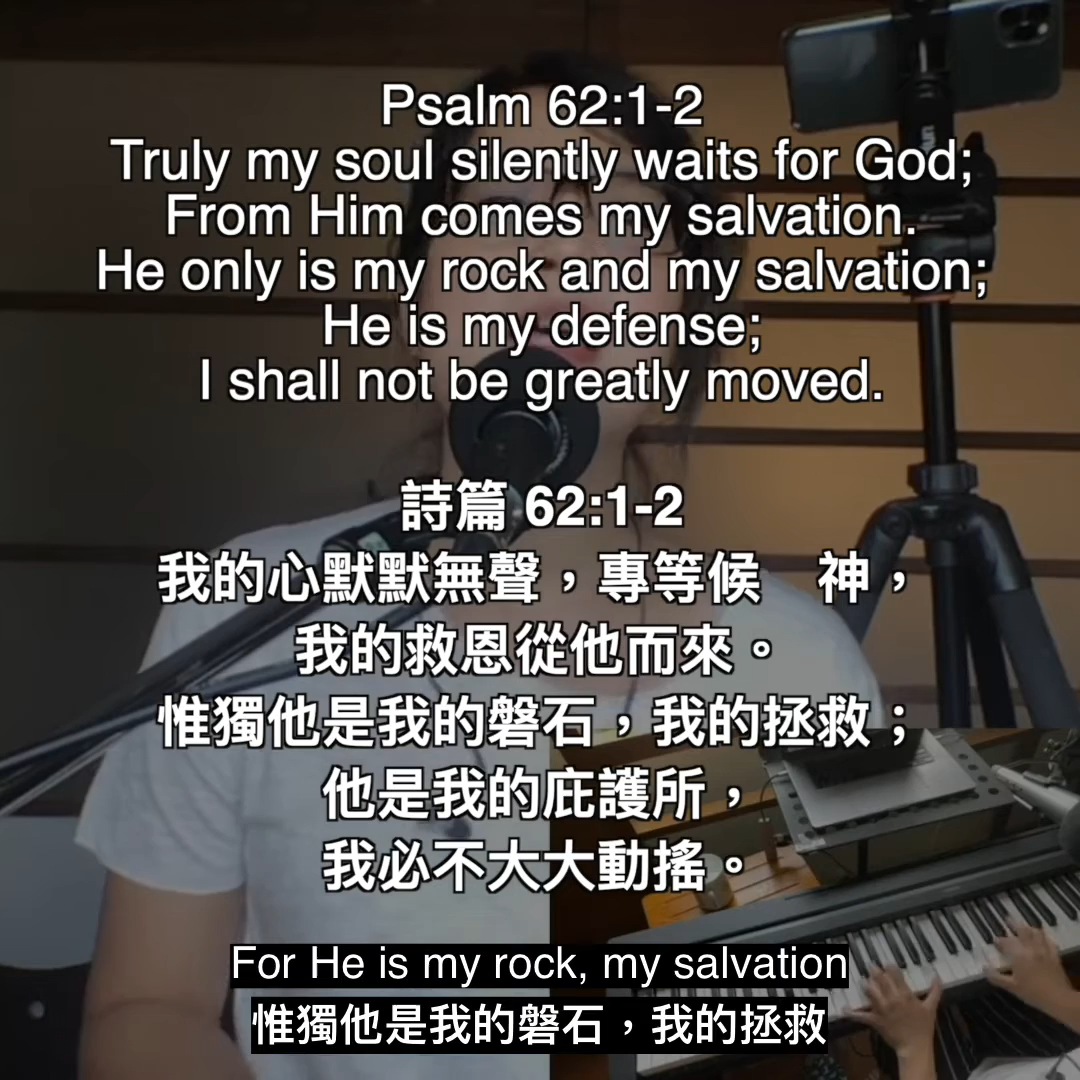 Psalm 62:1-2
Truly my soul silently waits for God;
From Him comes my salvation.
He only is my rock and my salvation;
He is my defense;
I shall not be greatly moved.
詩篇 62:1-2
我的心默默無聲，專等候　神，
我的救恩從他而來。
惟獨他是我的磐石，我的拯救；
他是我的庇護所，
我必不大大動搖。
For He is my rock, my salvation
惟獨他是我的磐石，我的拯救